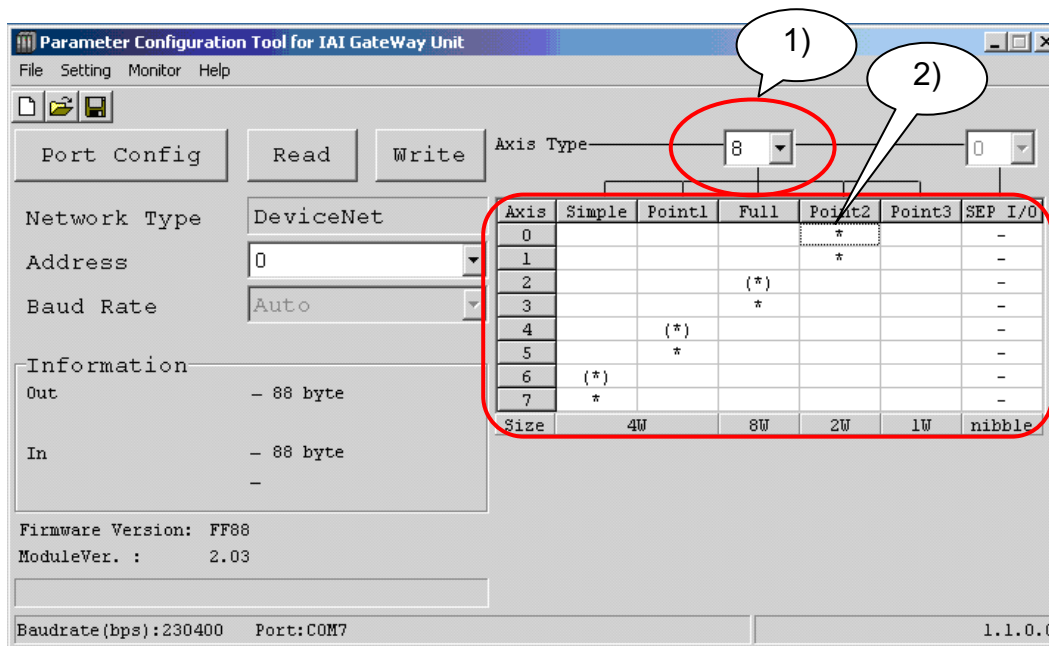 Parameter Configuration Tool for IAI GateWay Unit
1)
File Setting Monitor Help
2)
Port Config Read Write
Axis Type 8 0
Network Type DeviceNet
Address 0
Baud Rate Auto
Axis Simple Point1 Full Point2 Point3 SEP I/O
0 * -
1 * -
2 (*) -
3 * -
4 (*) -
5 * -
6 (*) -
7 * -
Size 4W 8W 2W 1W nibble
Information
Out - 88 byte
In - 88 byte
-
Firmware Version: FF88
ModuleVer. : 2.03
Baudrate(bps):230400 Port:COM7 1.1.0.0